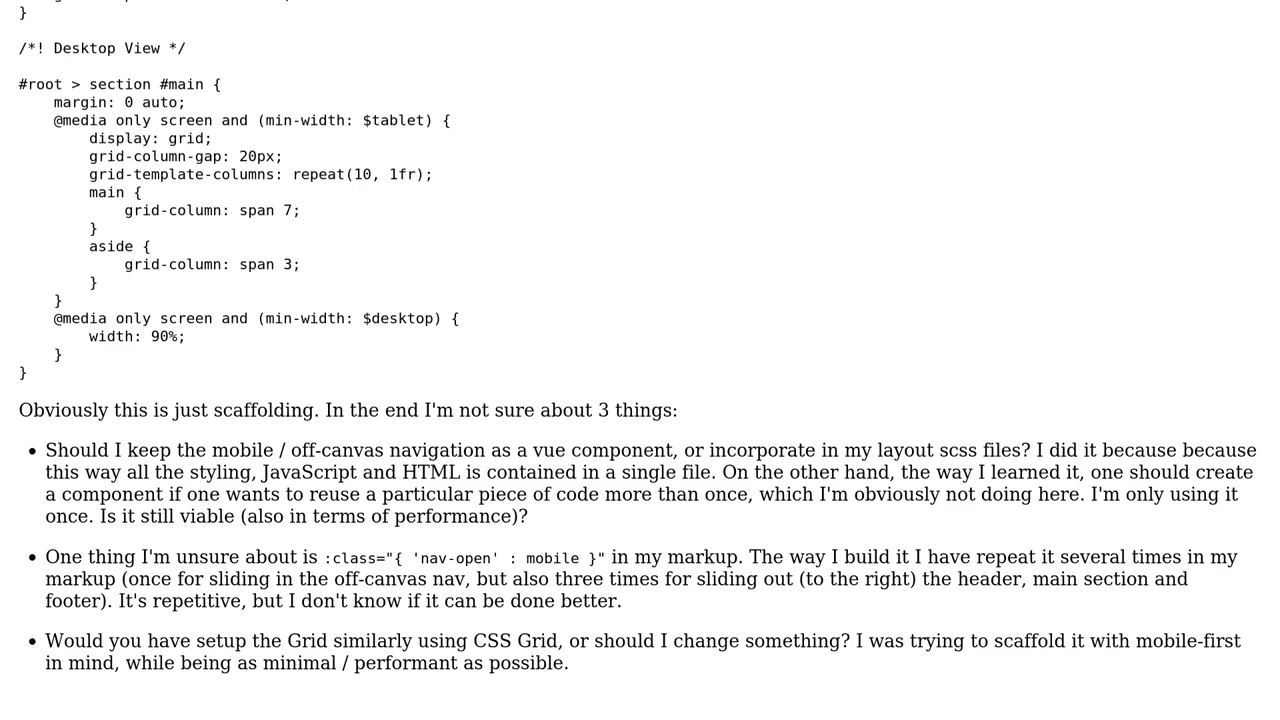 }
/*! Desktop View */
#root > section #main {
    margin: 0 auto;
    @media only screen and (min-width: $tablet) {
        display: grid;
        grid-column-gap: 20px;
        grid-template-columns: repeat(10, 1fr);
        main {
            grid-column: span 7;
        }
        aside {
            grid-column: span 3;
        }
    }
    @media only screen and (min-width: $desktop) {
        width: 90%;
    }
}
Obviously this is just scaffolding. In the end I'm not sure about 3 things:
• Should I keep the mobile / off-canvas navigation as a vue component, or incorporate in my layout scss files? I did it because because
this way all the styling, JavaScript and HTML is contained in a single file. On the other hand, the way I learned it, one should create
a component if one wants to reuse a particular piece of code more than once, which I'm obviously not doing here. I'm only using it
once. Is it still viable (also in terms of performance)?
• One thing I'm unsure about is :class="{ 'nav-open' : mobile }" in my markup. The way I build it I have repeat it several times in my
markup (once for sliding in the off-canvas nav, but also three times for sliding out (to the right) the header, main section and
footer). It's repetitive, but I don't know if it can be done better.
• Would you have setup the Grid similarly using CSS Grid, or should I change something? I was trying to scaffold it with mobile-first
in mind, while being as minimal / performant as possible.